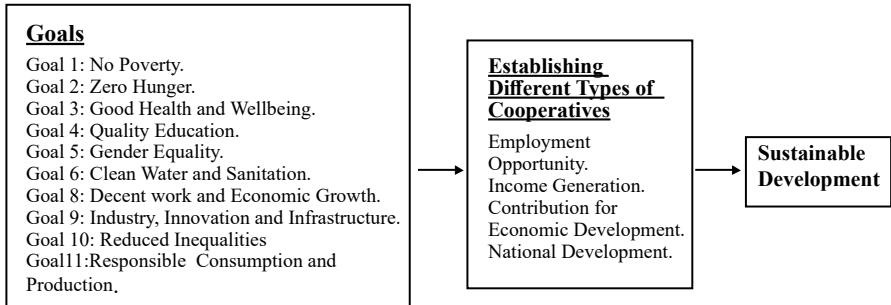 Goals
Goal 1: No Poverty.
Goal 2: Zero Hunger.
Goal 3: Good Health and Wellbeing.
Goal 4: Quality Education.
Goal 5: Gender Equality.
Goal 6: Clean Water and Sanitation.
Goal 8: Decent work and Economic Growth.
Goal 9: Industry, Innovation and Infrastructure.
Goal 10: Reduced Inequalities
Goal11:Responsible Consumption and
Production.
Establishing
Different Types of
Cooperatives
Employment
Opportunity.
Income Generation.
Contribution for
Economic Development.
National Development.
Sustainable
Development